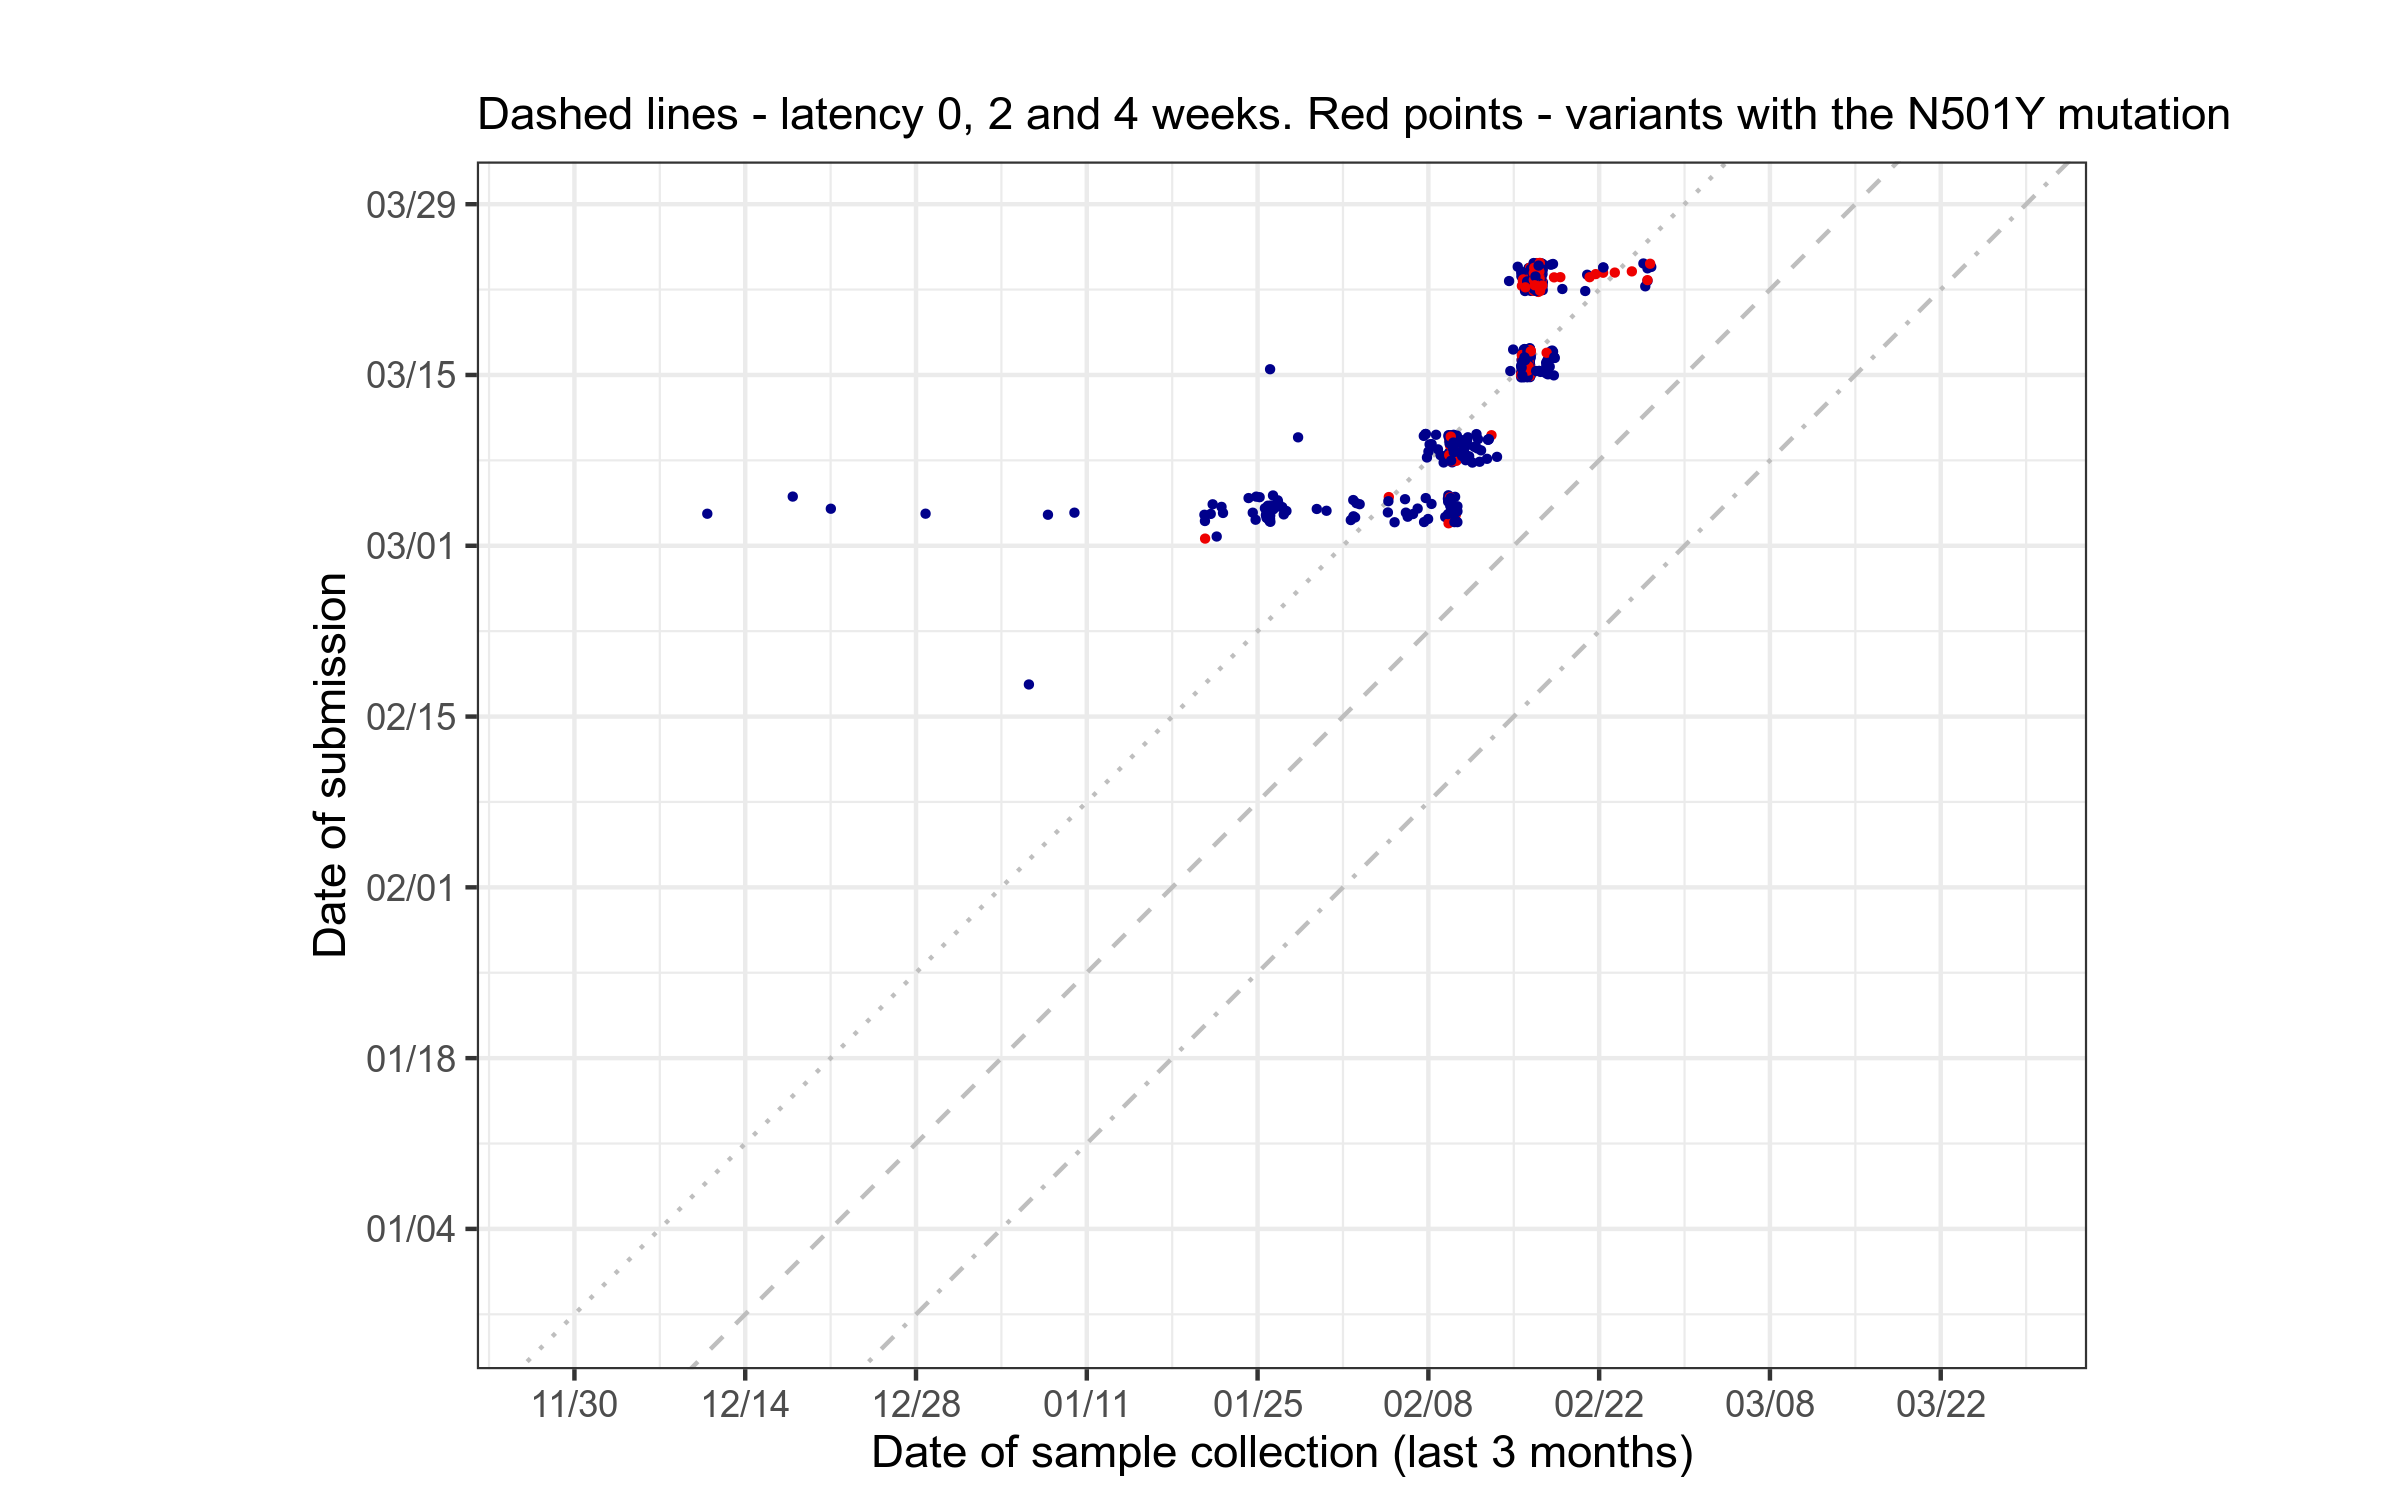 Dashed lines - latency 0, 2 and 4 weeks. Red points - variants with the N501Y mutation
Date of submission
03/29
03/15
03/01
02/15
02/01
01/18
01/04
11/30 12/14 12/28 01/11 01/25 02/08 02/22 03/08 03/22
Date of sample collection (last 3 months)